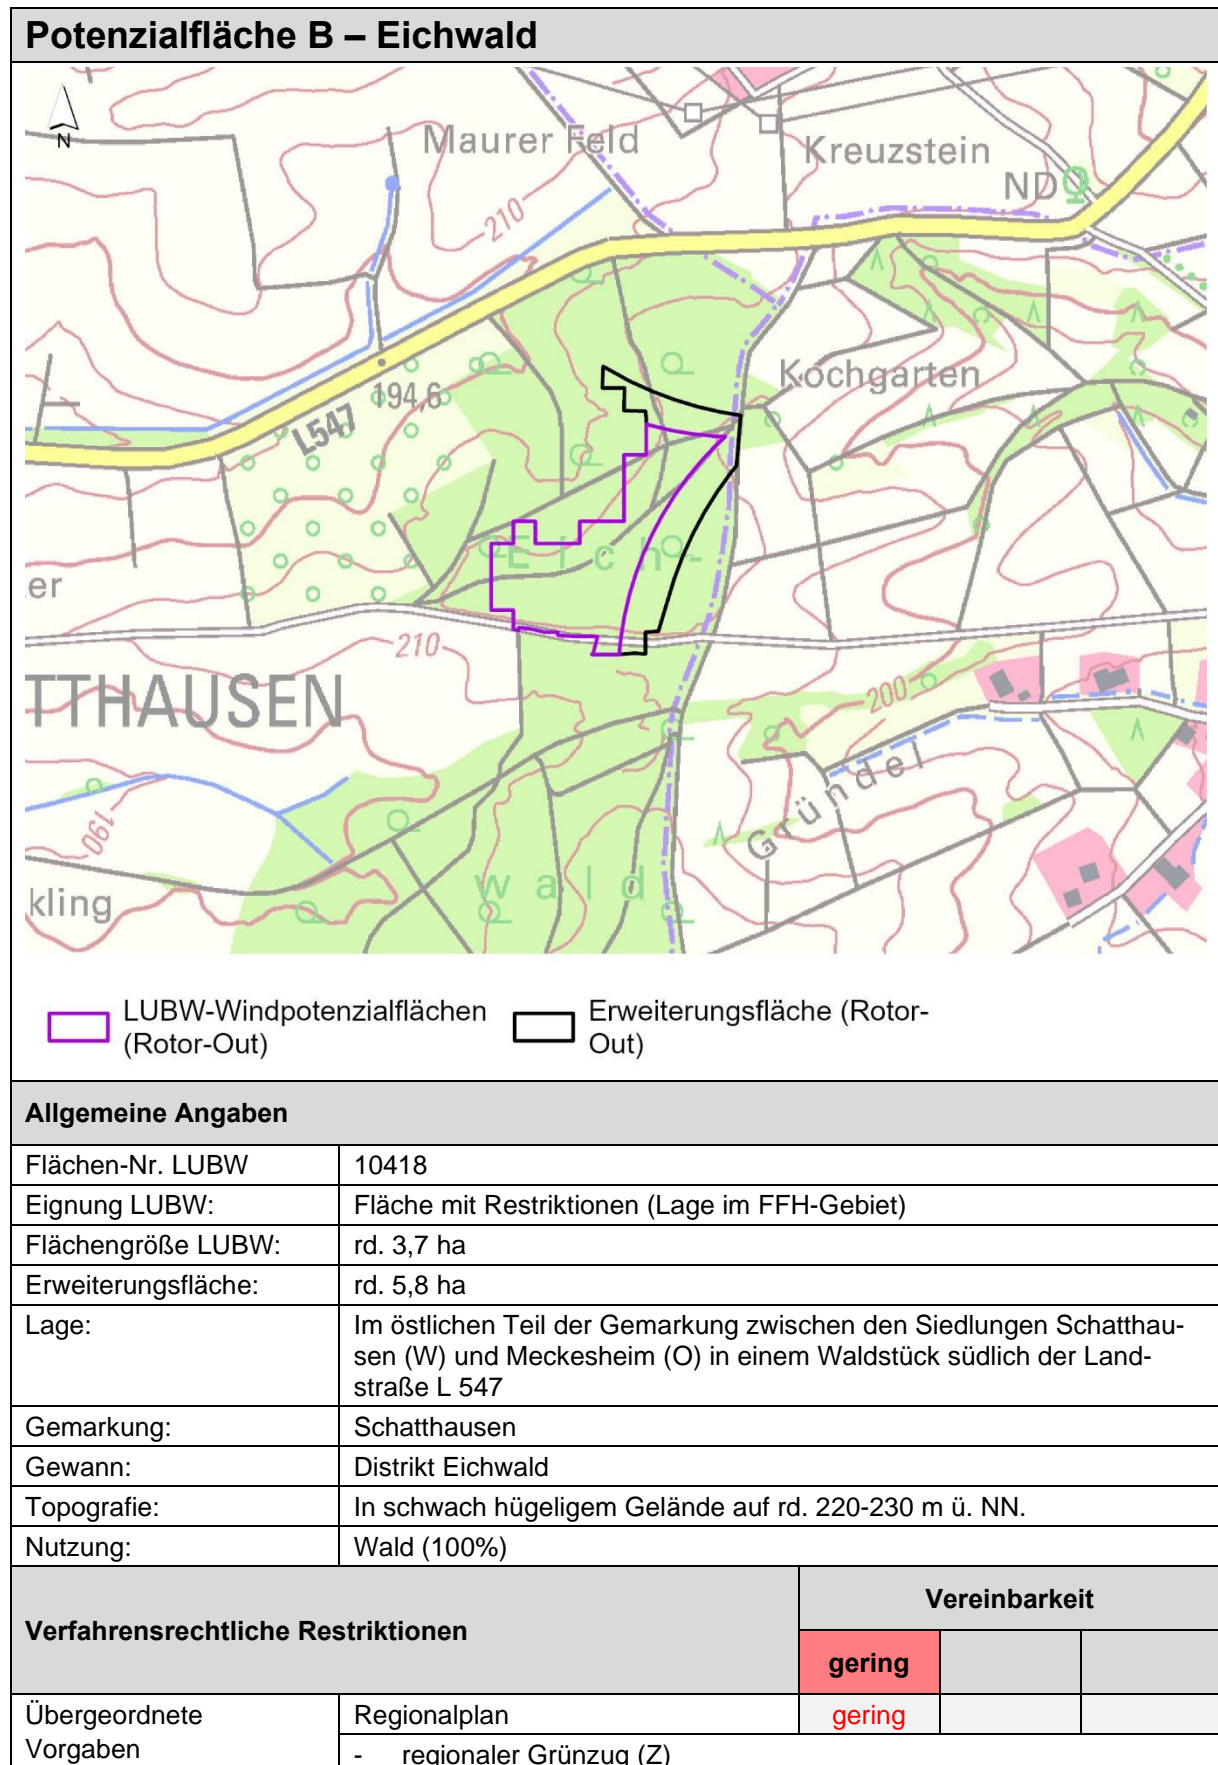 Potenzialfläche B – Eichwald
N
Maurer Feld
Kreuzstein
ND
210
Kochgarten
194,6
L547
E i c h -
er
210
TTHAUSEN
200
Gründel
190
w a l d
kling
LUBW-Windpotenzialflächen
(Rotor-Out)
Erweiterungsfläche (Rotor-
Out)
Allgemeine Angaben
Flächen-Nr. LUBW 10418
Eignung LUBW: Fläche mit Restriktionen (Lage im FFH-Gebiet)
Flächengröße LUBW: rd. 3,7 ha
Erweiterungsfläche: rd. 5,8 ha
Lage: Im östlichen Teil der Gemarkung zwischen den Siedlungen Schatthau-
sen (W) und Meckesheim (O) in einem Waldstück südlich der Land-
straße L 547
Gemarkung: Schatthausen
Gewann: Distrikt Eichwald
Topografie: In schwach hügeligem Gelände auf rd. 220-230 m ü. NN.
Nutzung: Wald (100%)
Verfahrensrechtliche Restriktionen
Vereinbarkeit
gering
Übergeordnete
Vorgaben
Regionalplan gering
- regionaler Grünzug (Z)